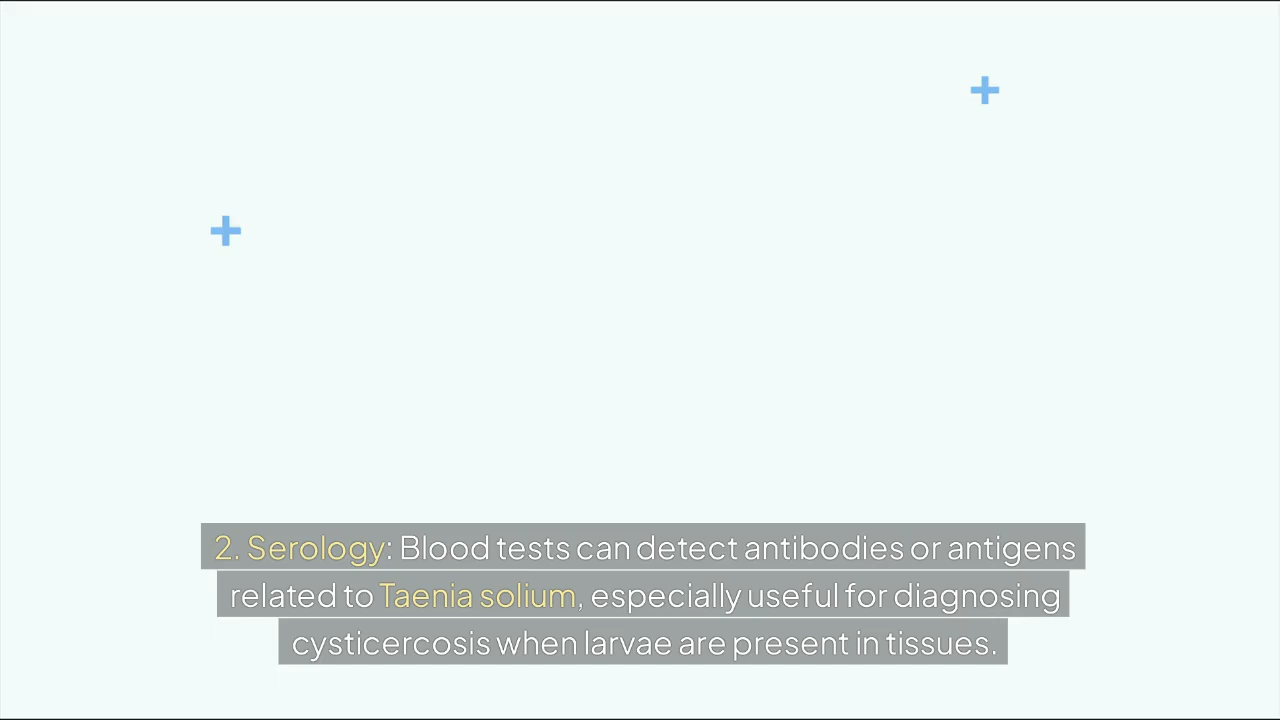 2. Serology: Blood tests can detect antibodies or antigens
related to Taenia solium, especially useful for diagnosing
cysticercosis when larvae are present in tissues.